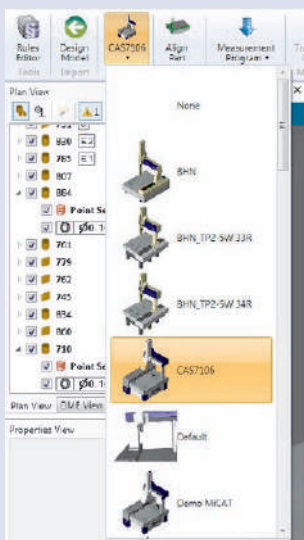 Rules Editor
Design Model
CAS7106
Align Part
Measurement Program
Tools
Import
Plan View
1
830
785
807
864
Point Se
701
779
762
745
834
860
710
Point Se
Plan View
DME View
Properties View
None
BHN
BHN_TP2-5W 33R
BHN_TP2-5W 34R
CAS7106
Default
Demo MiCAT